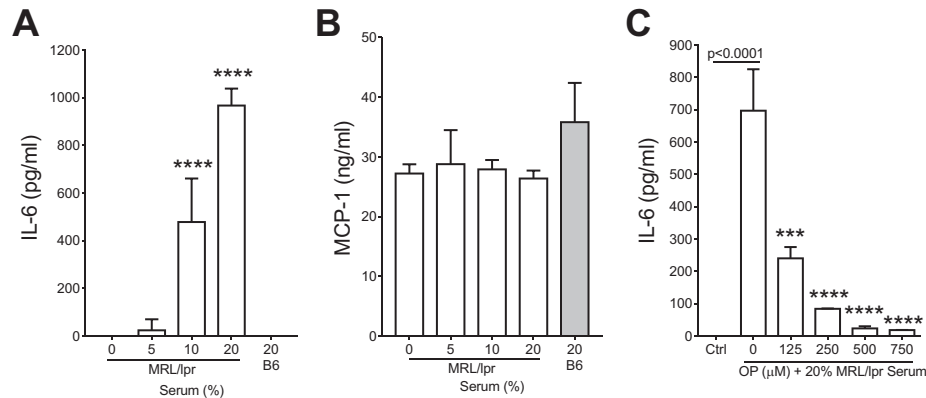 A
IL-6 (pg/ml)
1200
1000
800
600
400
200
0
****
****
0 5 10 20 20
MRL/lpr B6
Serum (%)
B
MCP-1 (ng/ml)
50
40
30
20
10
0
0 5 10 20 20
MRL/lpr B6
Serum (%)
C
IL-6 (pg/ml)
900
800
700
600
500
400
300
200
100
0
p<0.0001
***
****
****
****
Ctrl 0 125 250 500 750
OP (μM) + 20% MRL/lpr Serum